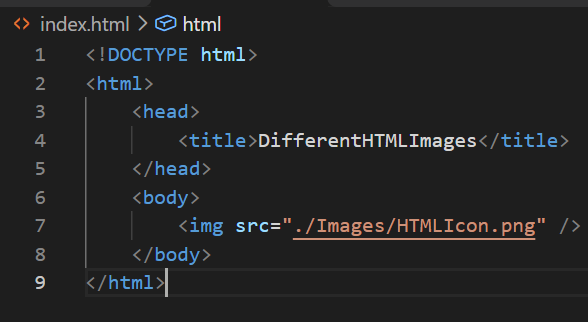 index.html > html
1 <!DOCTYPE html>
2 <html>
3     <head>
4         <title>DifferentHTMLImages</title>
5     </head>
6     <body>
7         <img src="./Images/HTMLIcon.png" />
8     </body>
9 </html>